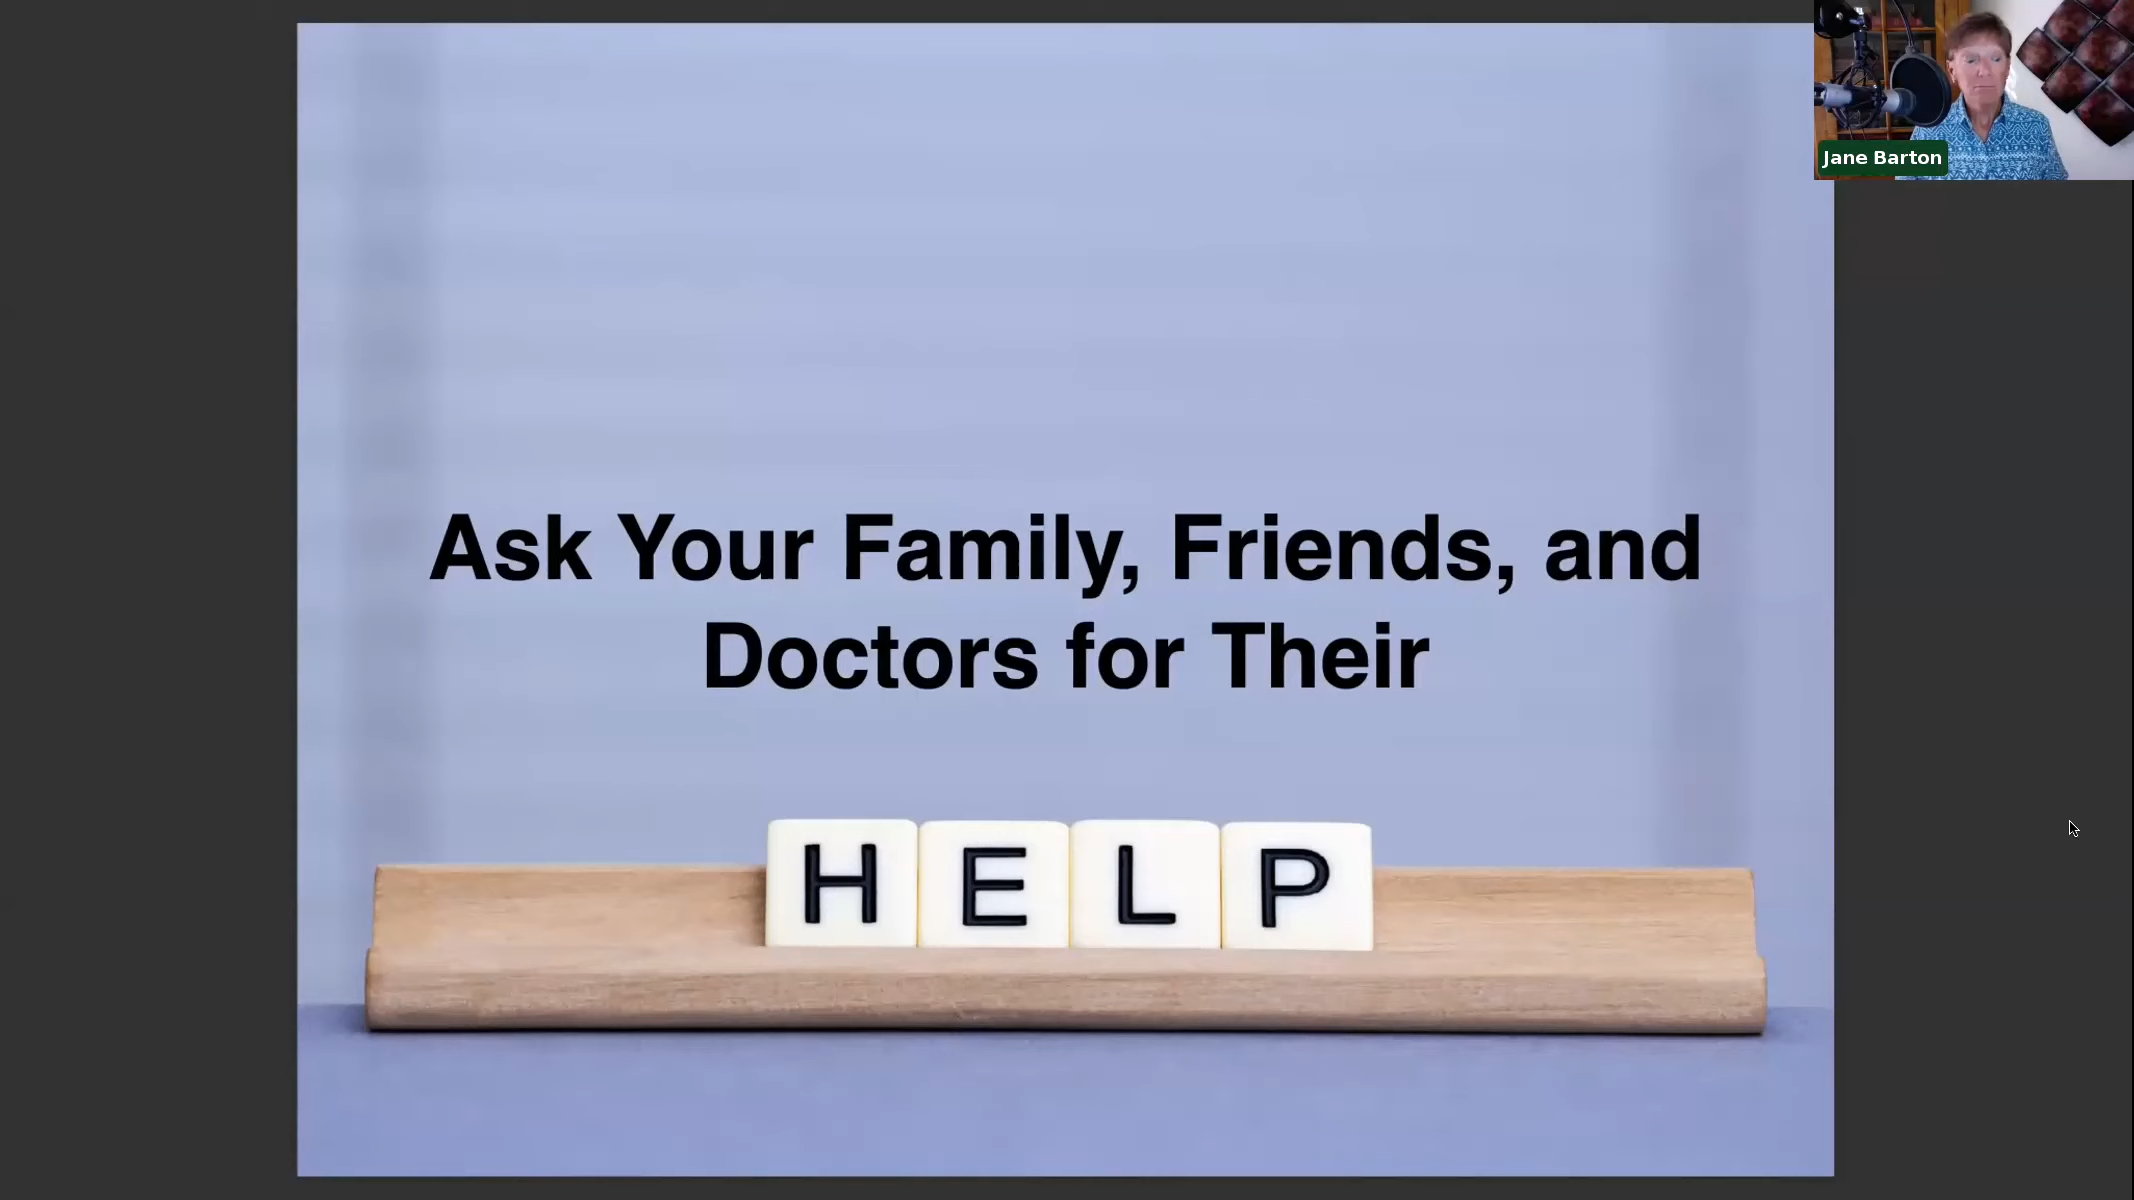 Jane Barton
Ask Your Family, Friends, and
Doctors for Their
HELP